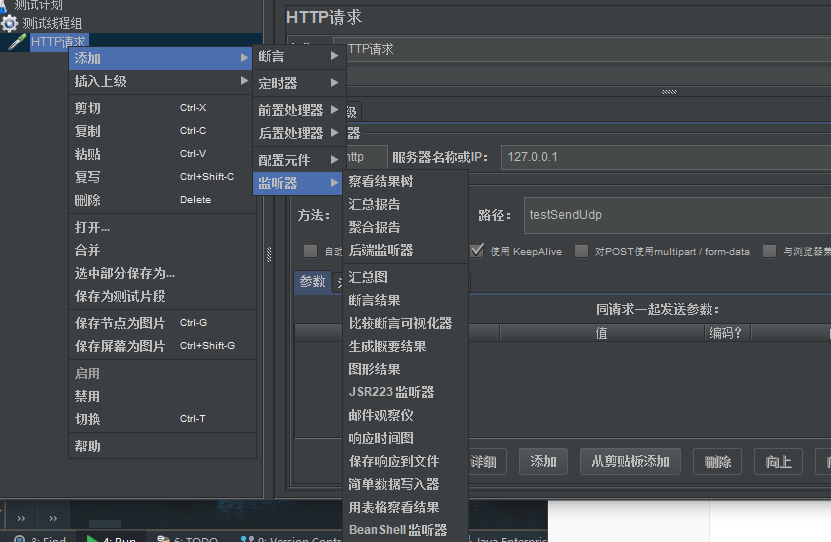 测试计划
测试线程组
HTTP请求
添加
插入上级
剪切 Ctrl-X
复制 Ctrl-C
粘贴 Ctrl-V
复写 Ctrl+Shift-C
删除 Delete
打开...
合并
选中部分保存为...
保存为测试片段
保存节点为图片 Ctrl-G
保存屏幕为图片 Ctrl+Shift-G
启用
禁用
切换 Ctrl-T
帮助
断言
定时器
前置处理器
后置处理器
配置元件
监听器
察看结果树
汇总报告
聚合报告
后端监听器
汇总图
断言结果
比较断言可视化器
生成概要结果
图形结果
JSR223 监听器
邮件观察仪
响应时间图
保存响应到文件
简单数据写入器
用表格察看结果
BeanShell 监听器
HTTP请求
TTP请求
级
器
http 服务器名称或IP： 127.0.0.1
方法： 路径： testSendUdp
自动 使用 KeepAlive 对POST使用multipart / form-data 与浏览器兼
参数
同请求一起发送参数：
值 编码？
详细 添加 从剪贴板添加 删除 向上 向
3: Find 4: Run 6: TODO 9: Version Contr Java Enterpris